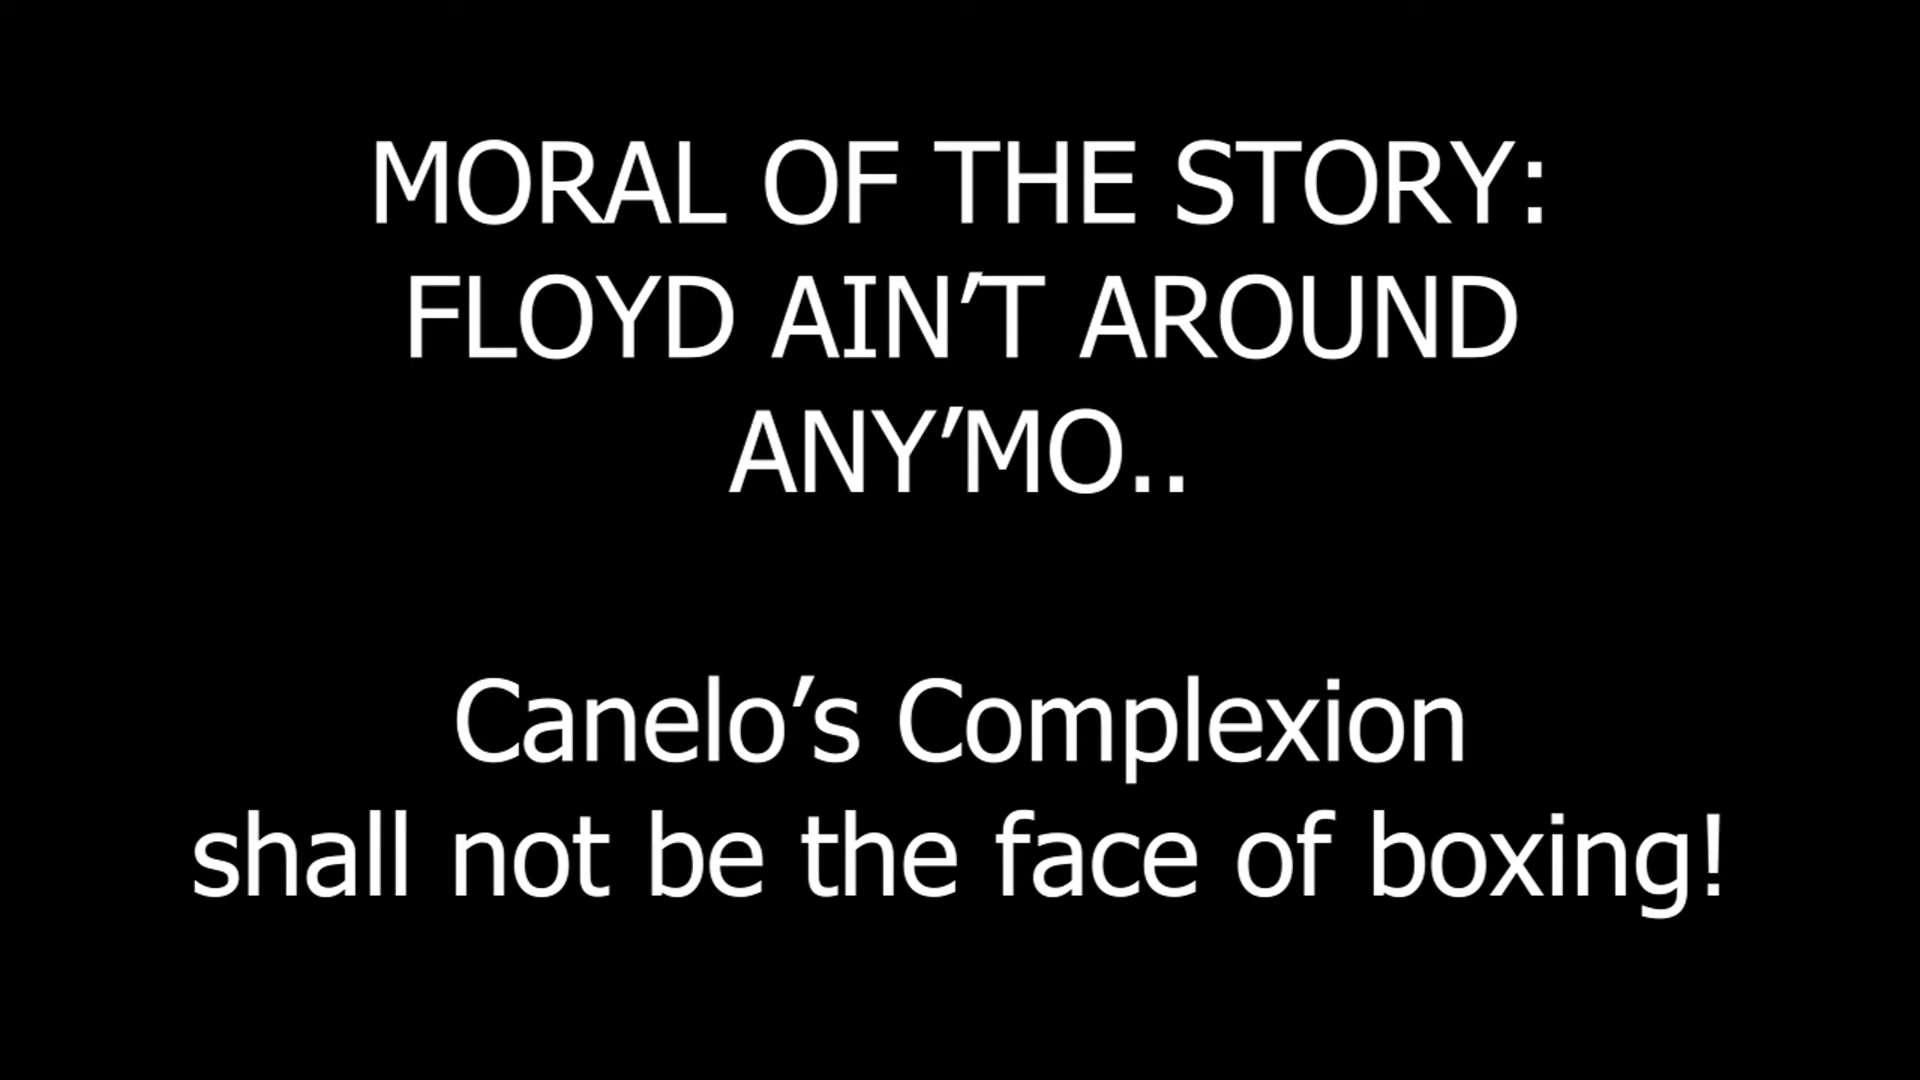 MORAL OF THE STORY:
FLOYD AIN’T AROUND
ANY’MO..
Canelo’s Complexion
shall not be the face of boxing!